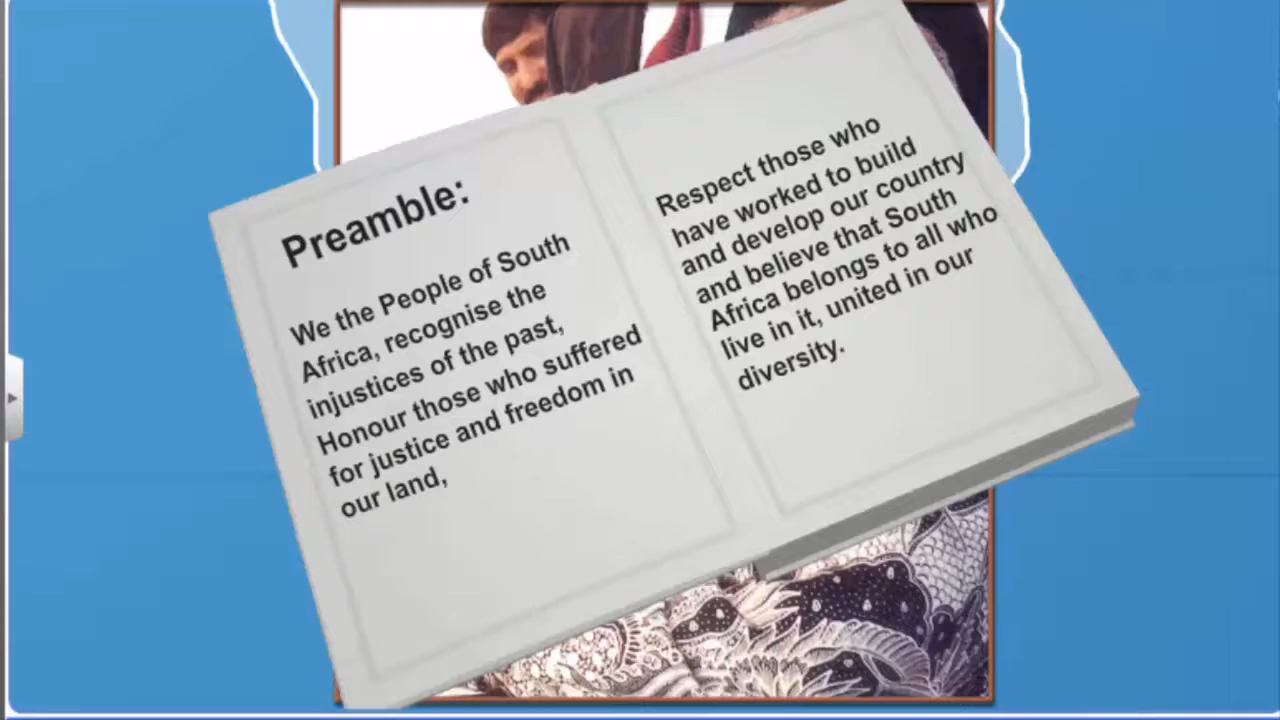 Preamble:
We the People of South
Africa, recognise the
injustices of the past,
Honour those who suffered
for justice and freedom in
our land,
Respect those who
have worked to build
and develop our country
and believe that South
Africa belongs to all who
live in it, united in our
diversity.